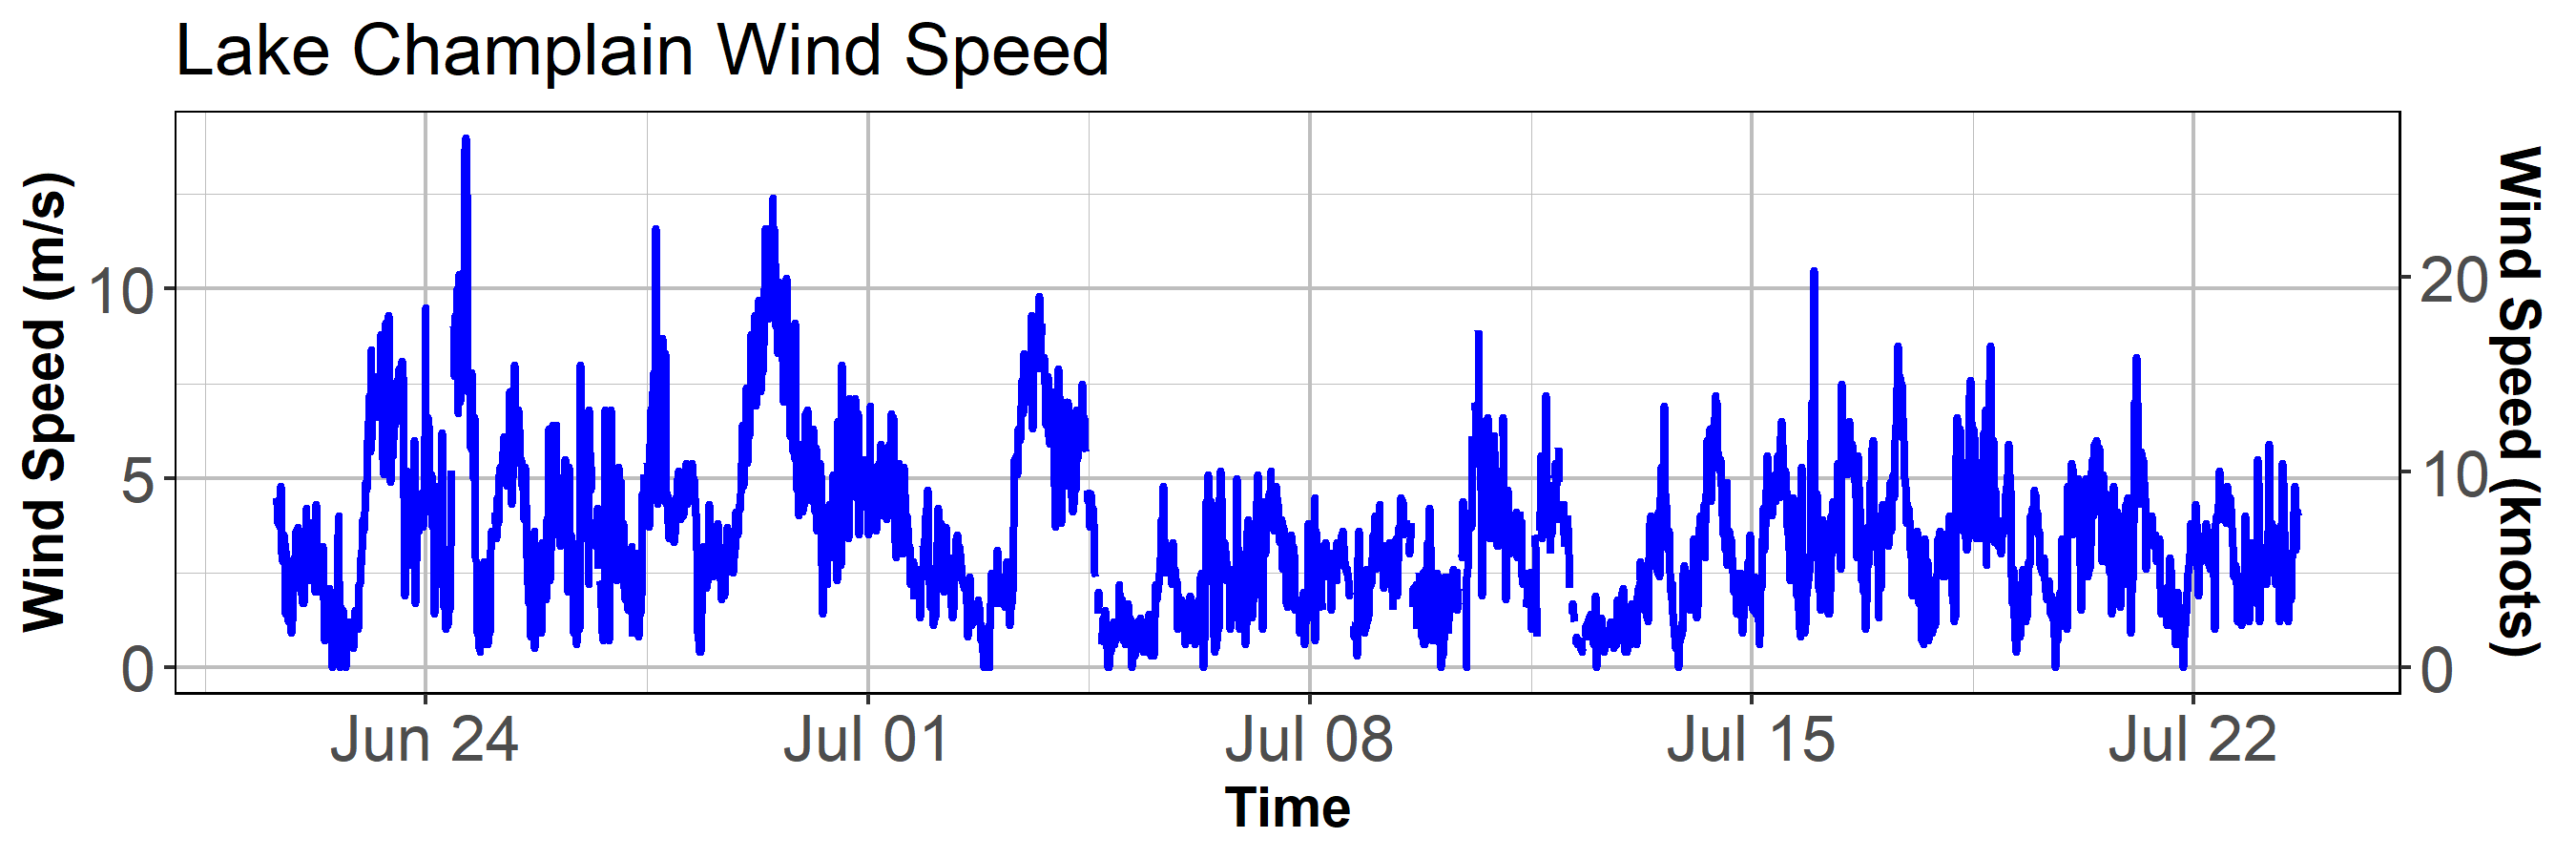 Lake Champlain Wind Speed
Wind Speed (m/s)
10
5
0
20
10
0
Wind Speed (knots)
Jun 24
Jul 01
Jul 08
Jul 15
Jul 22
Time